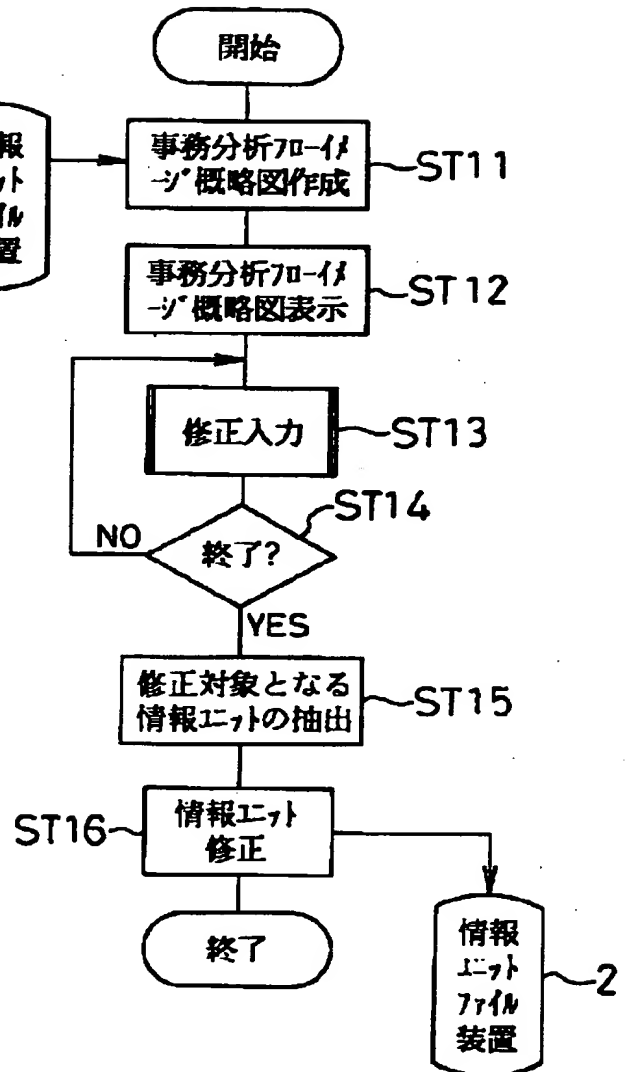 開始
報
ット
イル
置
事務分析フローイメ
ージ概略図作成
ST11
事務分析フローイメ
ージ概略図表示
ST12
修正入力
ST13
ST14
NO
終了?
YES
修正対象となる
情報ユニットの抽出
ST15
ST16
情報ユニット
修正
終了
情報
ユニット
ファイル
装置
2